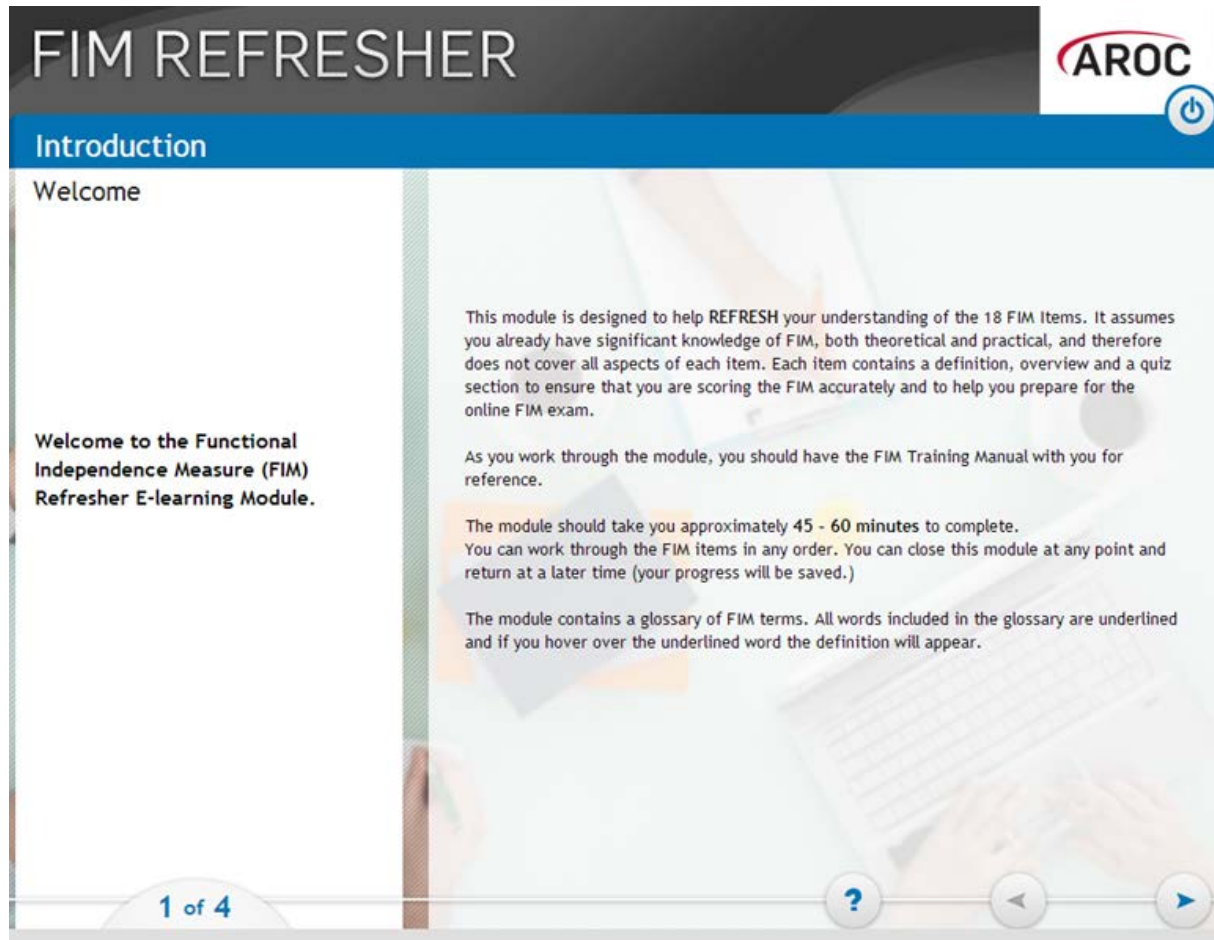 FIM REFRESHER
AROC
Introduction
Welcome
Welcome to the Functional
Independence Measure (FIM)
Refresher E-learning Module.
This module is designed to help REFRESH your understanding of the 18 FIM Items. It assumes
you already have significant knowledge of FIM, both theoretical and practical, and therefore
does not cover all aspects of each item. Each item contains a definition, overview and a quiz
section to ensure that you are scoring the FIM accurately and to help you prepare for the
online FIM exam.
As you work through the module, you should have the FIM Training Manual with you for
reference.
The module should take you approximately 45 - 60 minutes to complete.
You can work through the FIM items in any order. You can close this module at any point and
return at a later time (your progress will be saved.)
The module contains a glossary of FIM terms. All words included in the glossary are underlined
and if you hover over the underlined word the definition will appear.
1 of 4
?